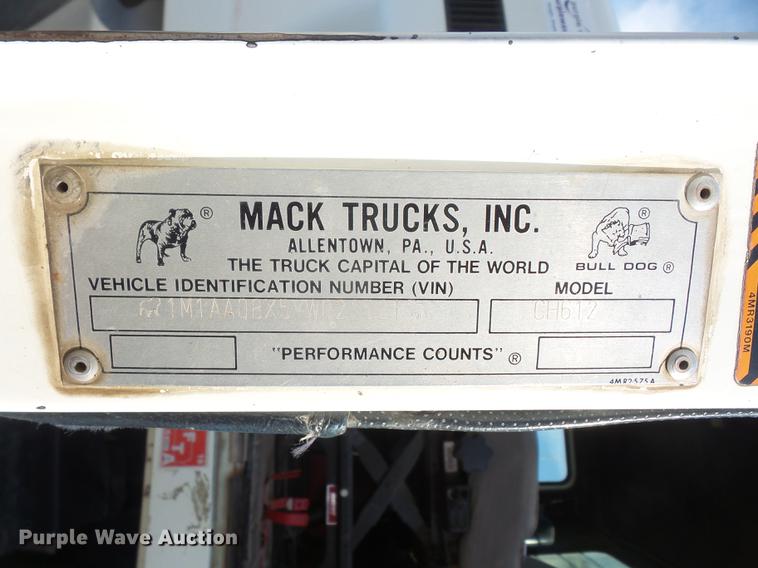 ® MACK TRUCKS, INC. ®
ALLENTOWN, PA., U.S.A.
THE TRUCK CAPITAL OF THE WORLD BULL DOG ®
VEHICLE IDENTIFICATION NUMBER (VIN) MODEL
CH612
"PERFORMANCE COUNTS" ®
4MR2575A
4MR3190M
Purple Wave Auction